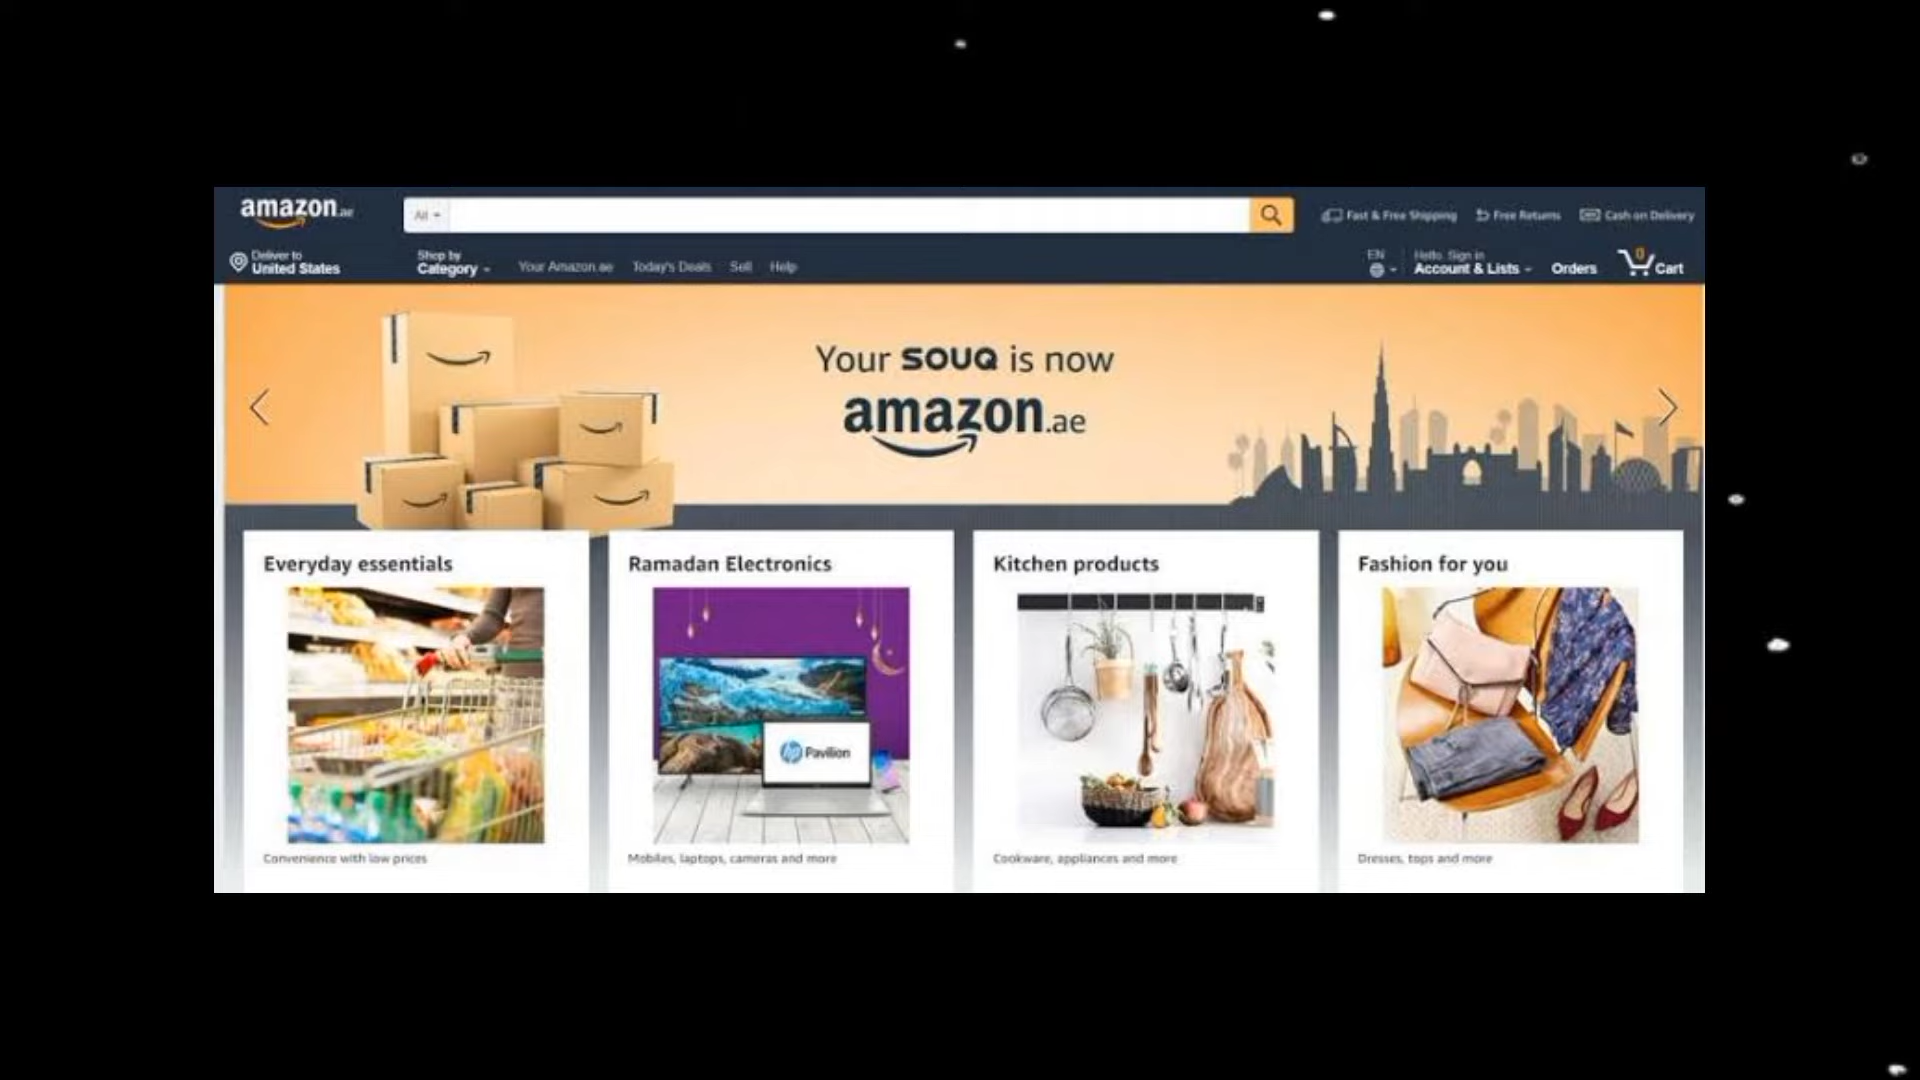 amazon.ae
All
Fast & Free Shipping
Free Returns
Cash on Delivery
Deliver to
United States
Shop by
Category
Your Amazon.ae
Today's Deals
Sell
Help
EN
Hello. Sign in
Account & Lists
Orders
0
Cart
Your SOUQ is now
amazon.ae
Everyday essentials
Ramadan Electronics
Kitchen products
Fashion for you
hp Pavilion
Convenience with low prices
Mobiles, laptops, cameras and more
Cookware, appliances and more
Dresses, tops and more